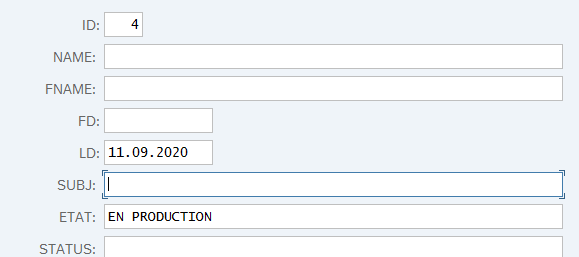 ID: 4
NAME:
FNAME:
FD:
LD: 11.09.2020
SUBJ:
ETAT: EN PRODUCTION
STATUS: